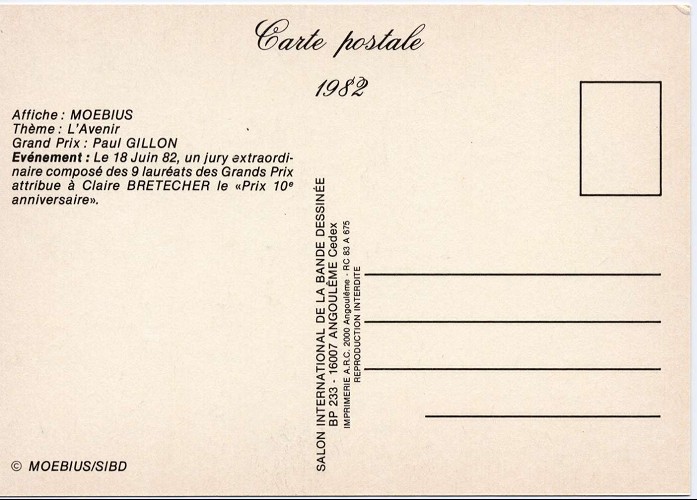 Carte postale
1982
Affiche : MOEBIUS
Thème : L'Avenir
Grand Prix : Paul GILLON
Evénement : Le 18 Juin 82, un jury extraordi-
naire composé des 9 lauréats des Grands Prix
attribue à Claire BRETECHER le «Prix 10e
anniversaire».
SALON INTERNATIONAL DE LA BANDE DESSINÉE
BP 233 - 16007 ANGOULÊME Cedex
IMPRIMERIE A.R.C. 2000 Angoulême - RC 83 A 675
REPRODUCTION INTERDITE
© MOEBIUS/SIBD